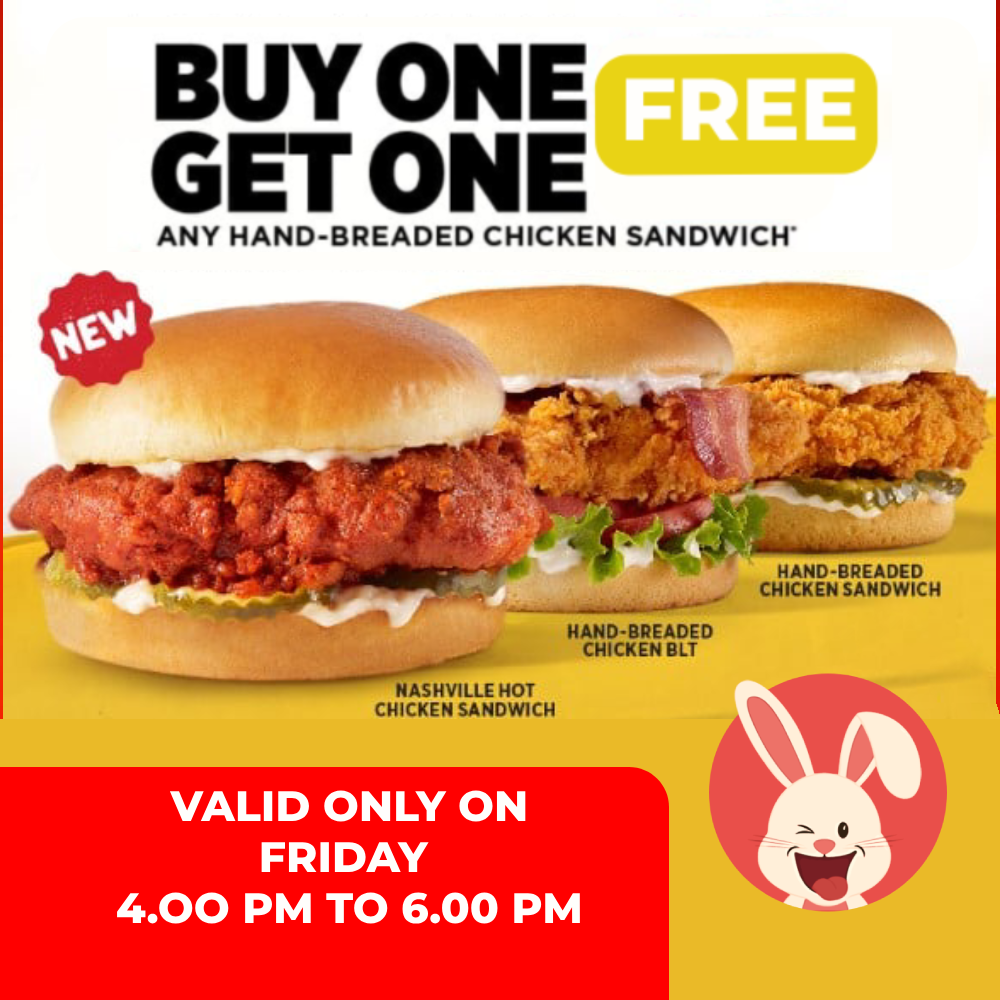 BUY ONE
GET ONE
FREE
ANY HAND-BREADED CHICKEN SANDWICH*
NEW
HAND-BREADED
CHICKEN SANDWICH
HAND-BREADED
CHICKEN BLT
NASHVILLE HOT
CHICKEN SANDWICH
VALID ONLY ON
FRIDAY
4.OO PM TO 6.00 PM